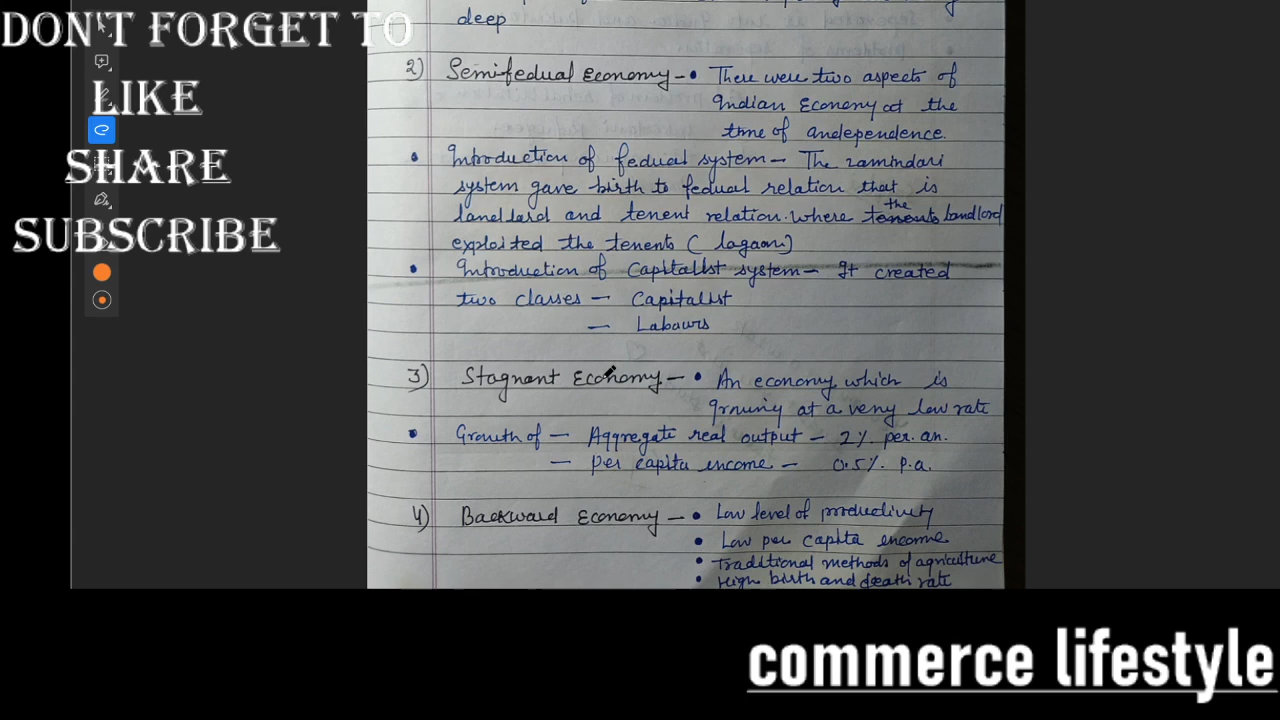 DON'T FORGET TO
LIKE
SHARE
SUBSCRIBE
deep
2) Semifedual Economy - • There were two aspects of
Indian Economy at the
time of andependence.
• Introduction of fedual system - The zamindari
system gave birth to fedual relation that is
landlard and tenent relation. where the tenents landlord
exploited the tenents ( lagaan)
• Introduction of Capitalist system - It created
two classes - Capitalist
- Labours
3) Stagnant Economy - • An economy which is
grouing at a very low rate
• Growth of - Aggregate real output - 2% per an.
- per capita income - 0.5% p.a.
4) Backward Economy - • Low level of productivity
• Low per capita encome
• Traditional methods of agriculture
• High birth and death rate
commerce lifestyle